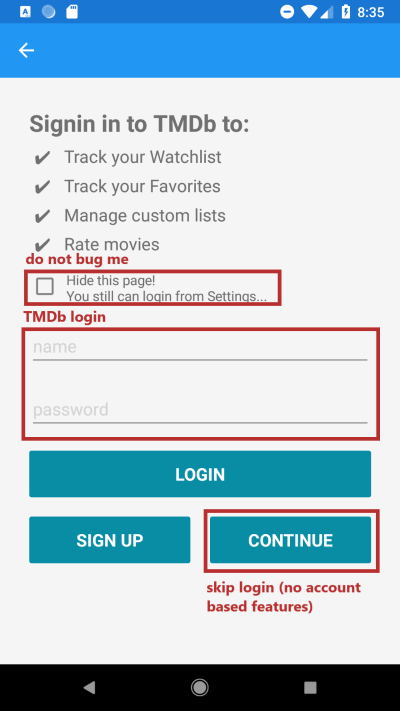 A 8:35
Signin in to TMDb to:
✔ Track your Watchlist
✔ Track your Favorites
✔ Manage custom lists
✔ Rate movies
do not bug me
Hide this page!
You still can login from Settings...
TMDb login
name
password
LOGIN
SIGN UP CONTINUE
skip login (no account
based features)